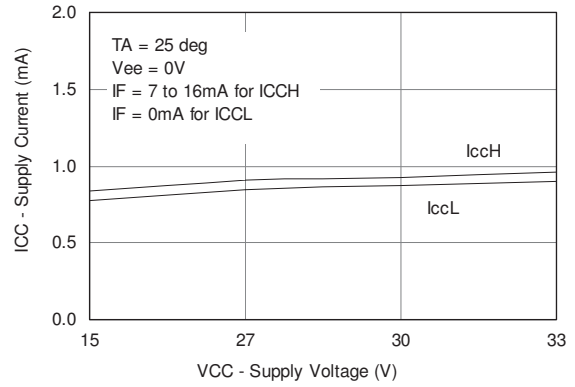 2.0
1.5
1.0
0.5
0.0
ICC - Supply Current (mA)
TA = 25 deg
Vee = 0V
IF = 7 to 16mA for ICCH
IF = 0mA for ICCL
IccH
IccL
15 27 30 33
VCC - Supply Voltage (V)